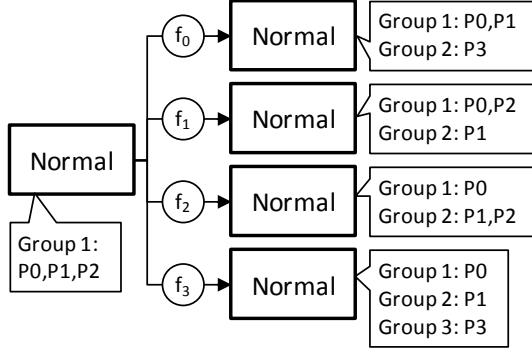 f0
Normal
Group 1: P0,P1
Group 2: P3
f1
Normal
Group 1: P0,P2
Group 2: P1
Normal
Group 1:
P0,P1,P2
f2
Normal
Group 1: P0
Group 2: P1,P2
f3
Normal
Group 1: P0
Group 2: P1
Group 3: P3